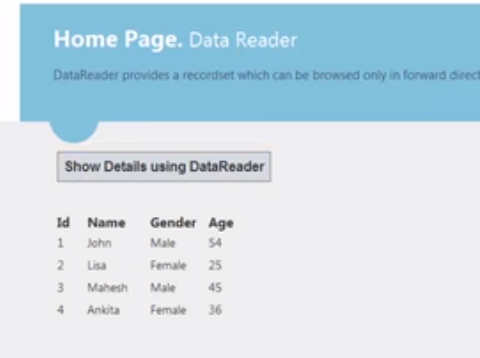 Home Page. Data Reader
DataReader provides a recordset which can be browsed only in forward direct
Show Details using DataReader
Id Name Gender Age
1 John Male 54
2 Lisa Female 25
3 Mahesh Male 45
4 Ankita Female 36